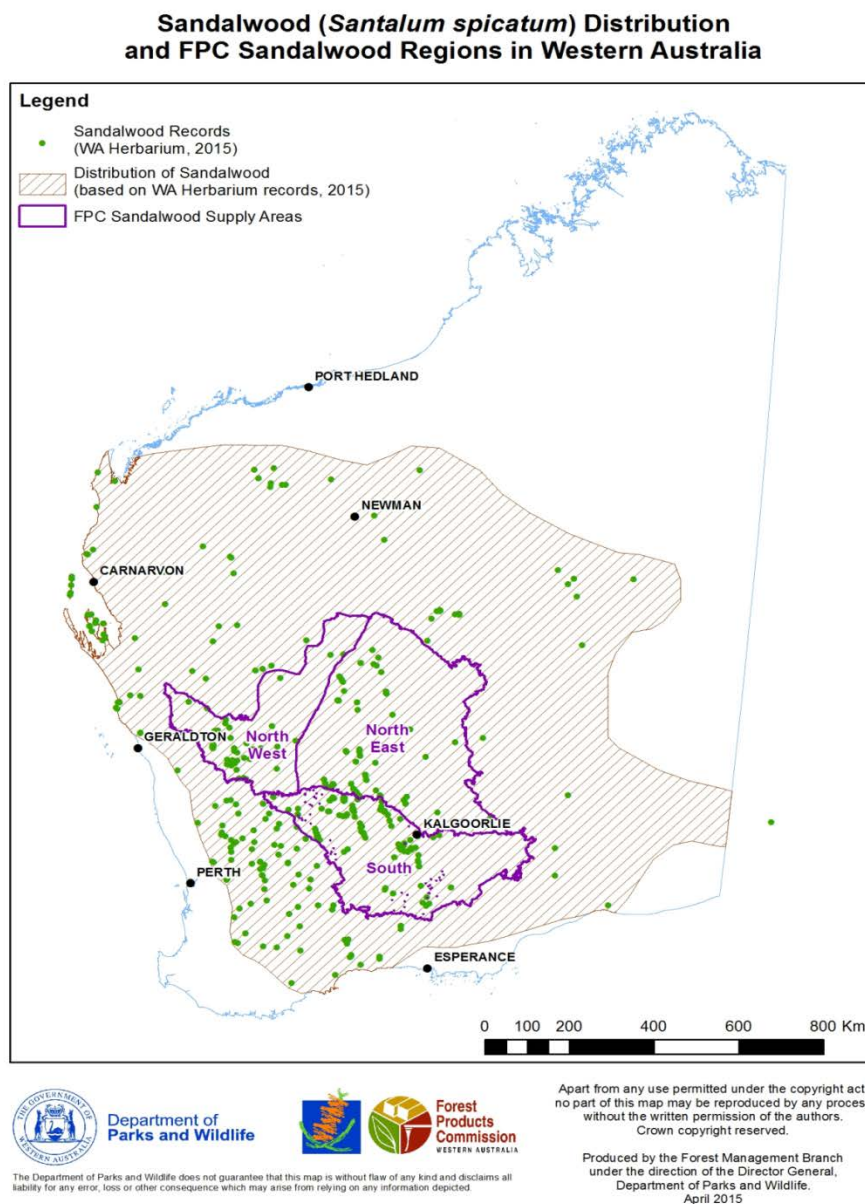 Sandalwood (Santalum spicatum) Distribution
and FPC Sandalwood Regions in Western Australia
Legend
Sandalwood Records
(WA Herbarium, 2015)
Distribution of Sandalwood
(based on WA Herbarium records, 2015)
FPC Sandalwood Supply Areas
PORT HEDLAND
NEWMAN
CARNARVON
GERALDTON
North
West
North
East
KALGOORLIE
South
PERTH
ESPERANCE
0 100 200 400 600 800 Km
THE GOVERNMENT OF
WESTERN AUSTRALIA
Department of
Parks and Wildlife
Forest
Products
Commission
WESTERN AUSTRALIA
Apart from any use permitted under the copyright act
no part of this map may be reproduced by any proces
without the written permission of the authors.
Crown copyright reserved.
Produced by the Forest Management Branch
under the direction of the Director General,
Department of Parks and Wildlife.
April 2015
The Department of Parks and Wildlife does not guarantee that this map is without flaw of any kind and disclaims all
liability for any error, loss or other consequence which may arise from relying on any information depicted.